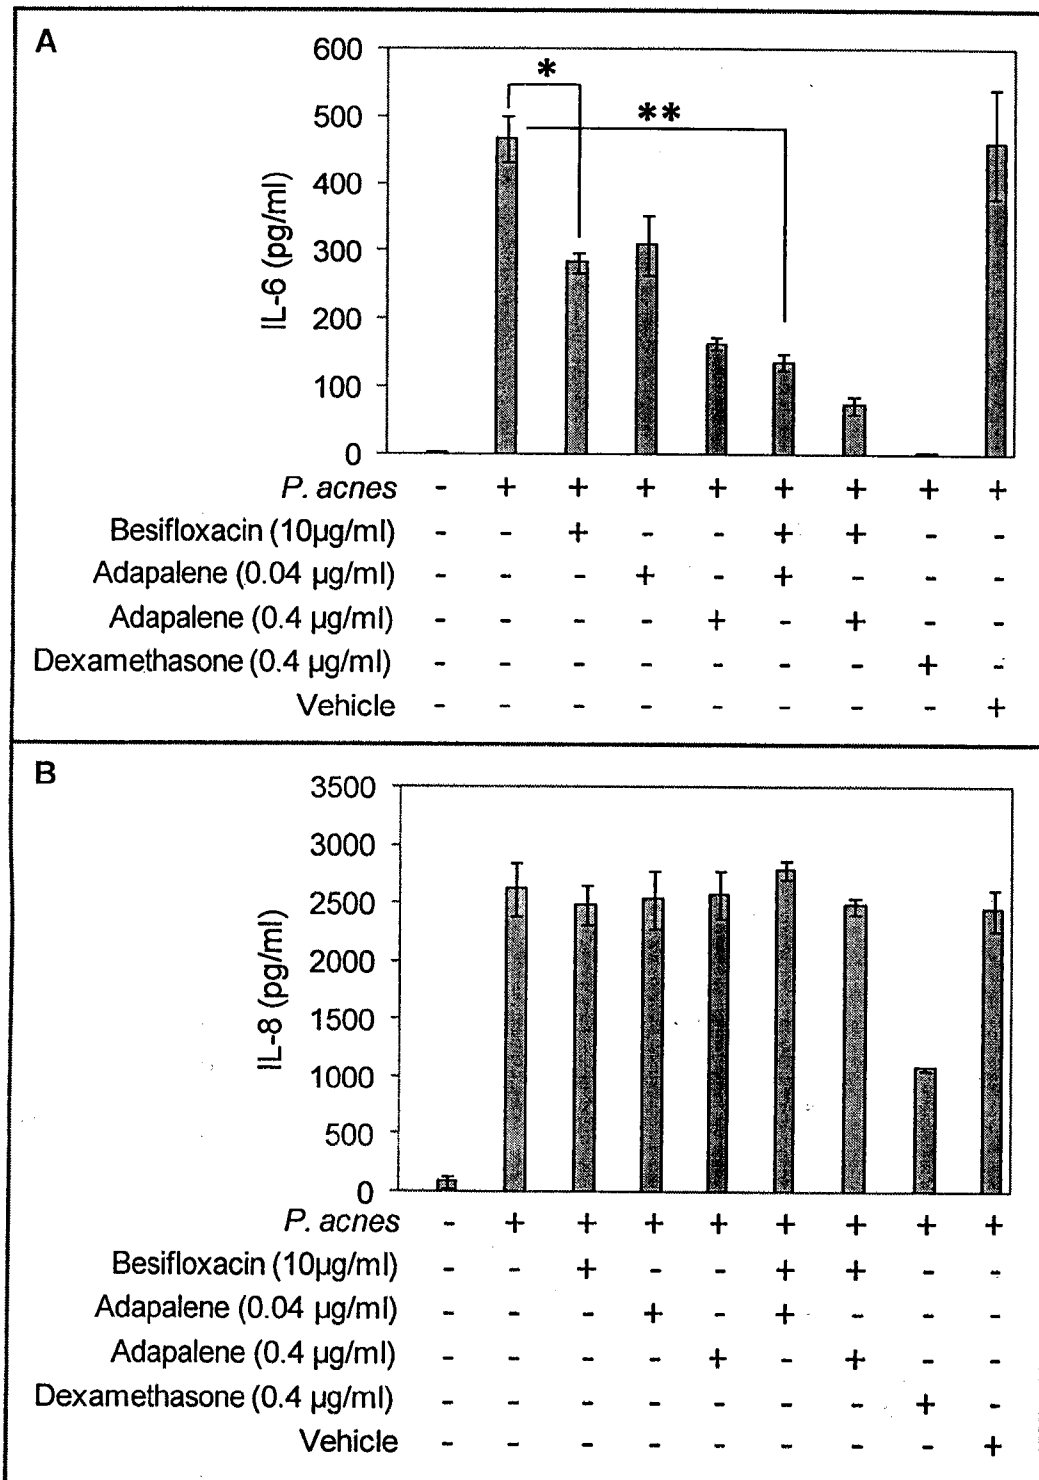 A
600
500
400
300
200
100
0
IL-6 (pg/ml)
*
**
P. acnes - + + + + + + + +
Besifloxacin (10µg/ml) - - + - - + + - -
Adapalene (0.04 µg/ml) - - - + - + - - -
Adapalene (0.4 µg/ml) - - - - + - + - -
Dexamethasone (0.4 µg/ml) - - - - - - - + -
Vehicle - - - - - - - - +
B
3500
3000
2500
2000
1500
1000
500
0
IL-8 (pg/ml)
P. acnes - + + + + + + + +
Besifloxacin (10µg/ml) - - + - - + + - -
Adapalene (0.04 µg/ml) - - - + - + - - -
Adapalene (0.4 µg/ml) - - - - + - + - -
Dexamethasone (0.4 µg/ml) - - - - - - - + -
Vehicle - - - - - - - - +